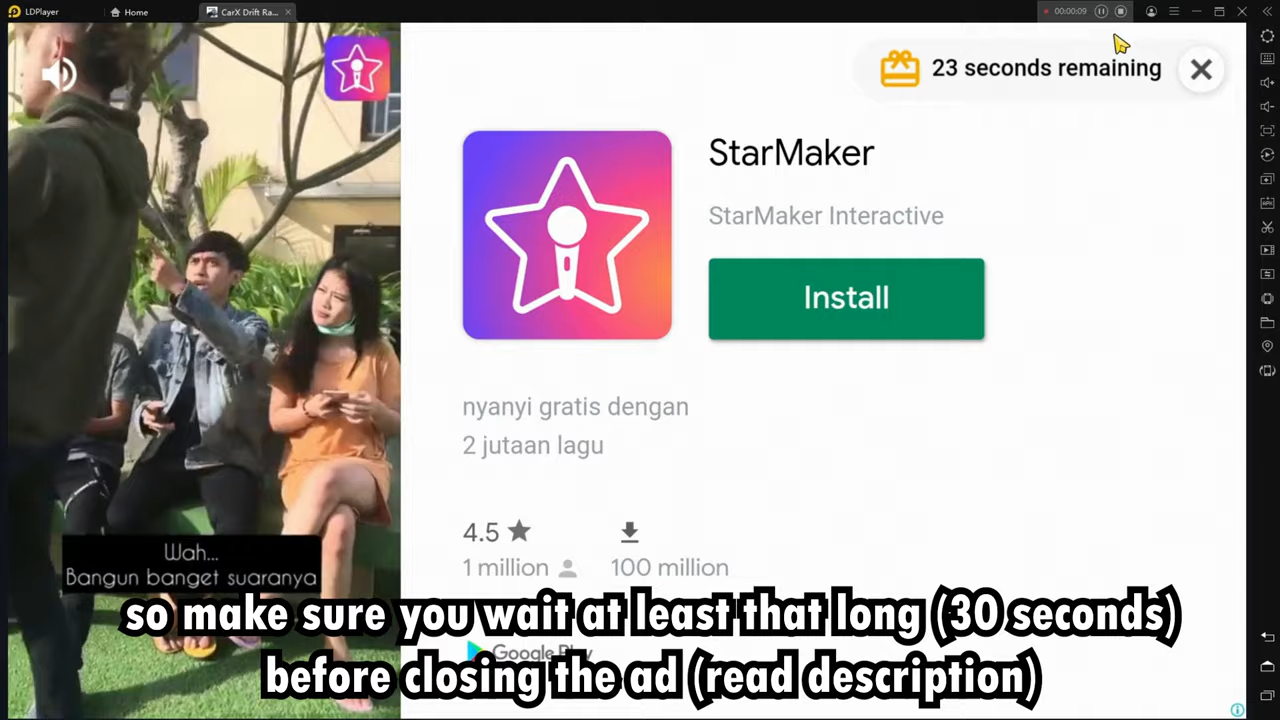 LDPlayer
Home
CarX Drift Ra...
00:00:09
23 seconds remaining
StarMaker
StarMaker Interactive
Install
nyanyi gratis dengan
2 jutaan lagu
4.5
1 million
100 million
Google Play
Wah...
Bangun banget suaranya
so make sure you wait at least that long (30 seconds)
before closing the ad (read description)